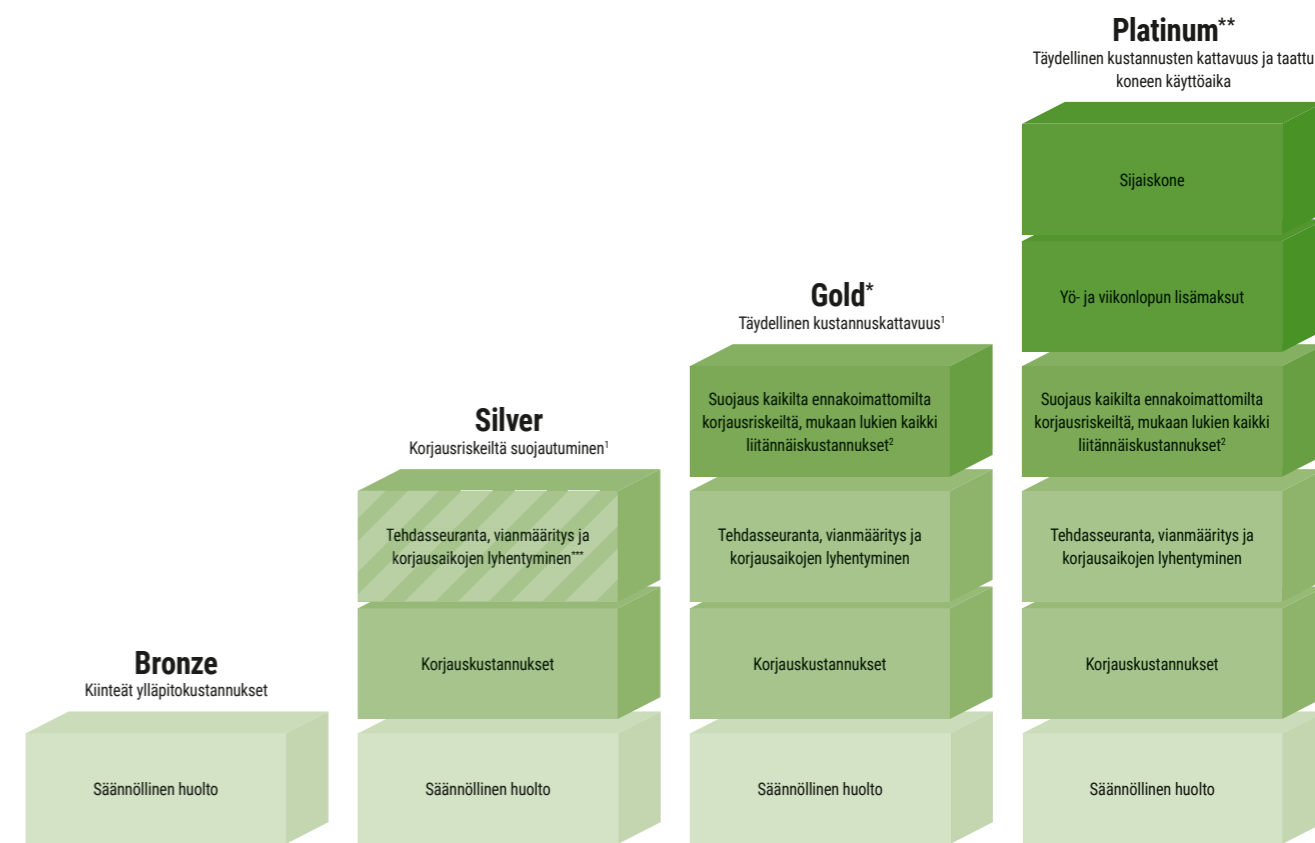 Platinum**
Täydellinen kustannusten kattavuus ja taattu
koneen käyttöaika
Sijaiskone
Yö- ja viikonlopun lisämaksut
Suojaus kaikilta ennakoimattomilta
korjausriskeiltä, mukaan lukien kaikki
liitännäiskustannukset²
Tehdasseuranta, vianmääritys ja
korjausaikojen lyhentyminen
Korjauskustannukset
Säännöllinen huolto
Gold*
Täydellinen kustannuskattavuus¹
Suojaus kaikilta ennakoimattomilta
korjausriskeiltä, mukaan lukien kaikki
liitännäiskustannukset²
Tehdasseuranta, vianmääritys ja
korjausaikojen lyhentyminen
Korjauskustannukset
Säännöllinen huolto
Silver
Korjausriskeiltä suojautuminen¹
Tehdasseuranta, vianmääritys ja
korjausaikojen lyhentyminen***
Korjauskustannukset
Säännöllinen huolto
Bronze
Kiinteät ylläpitokustannukset
Säännöllinen huolto